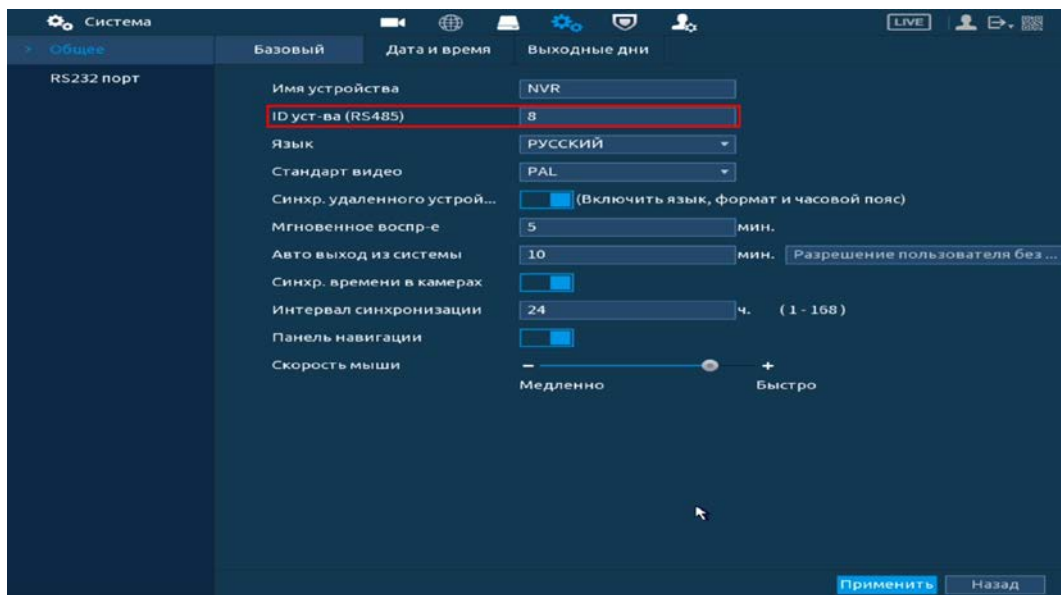 Система LIVE
> Общее Базовый Дата и время Выходные дни
RS232 порт
Имя устройства NVR
ID уст-ва (RS485) 8
Язык РУССКИЙ
Стандарт видео PAL
Синхр. удаленного устрой... (Включить язык, формат и часовой пояс)
Мгновенное воспр-е 5 мин.
Авто выход из системы 10 мин. Разрешение пользователя без ...
Синхр. времени в камерах
Интервал синхронизации 24 ч. (1 - 168)
Панель навигации
Скорость мыши − +
Медленно Быстро
Применить Назад